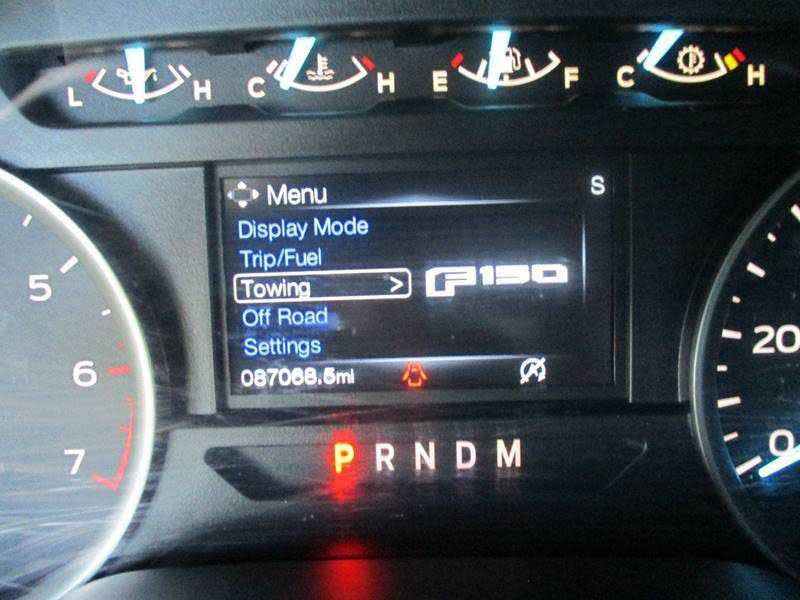 L H C H E F C H
Menu S
Display Mode
Trip/Fuel
Towing >
F150
Off Road
Settings
087068.5mi
5
6
7
20
0
P R N D M